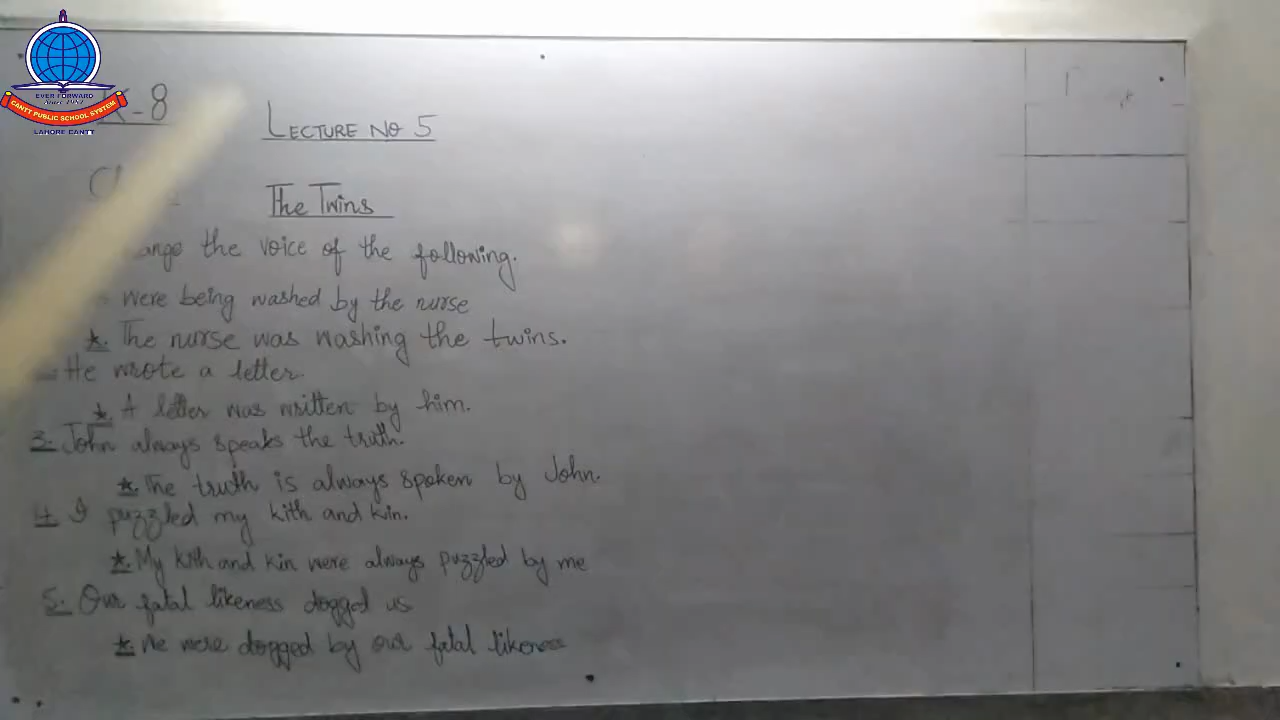 EVER FORWARD
CANTT PUBLIC SCHOOL SYSTEM
LAHORE CANTT
-8
LECTURE NO 5
The Twins
the voice of the following.
were being washed by the nurse
*. The nurse was washing the twins.
He wrote a letter.
* A letter was written by him.
3. John always speaks the truth.
*. The truth is always spoken by John.
4 I puzzled my kith and kin.
*. My kith and kin were always puzzled by me
5. Our fatal likeness dogged us
*. We were dogged by our fatal likeness